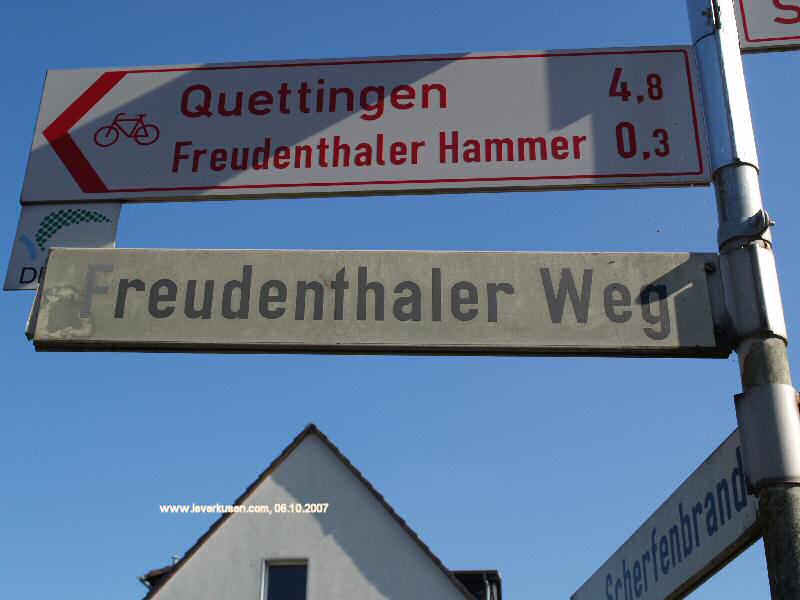 Quettingen 4,8
Freudenthaler Hammer 0,3
Freudenthaler Weg
www.leverkusen.com, 06.10.2007
Scherfenbrand